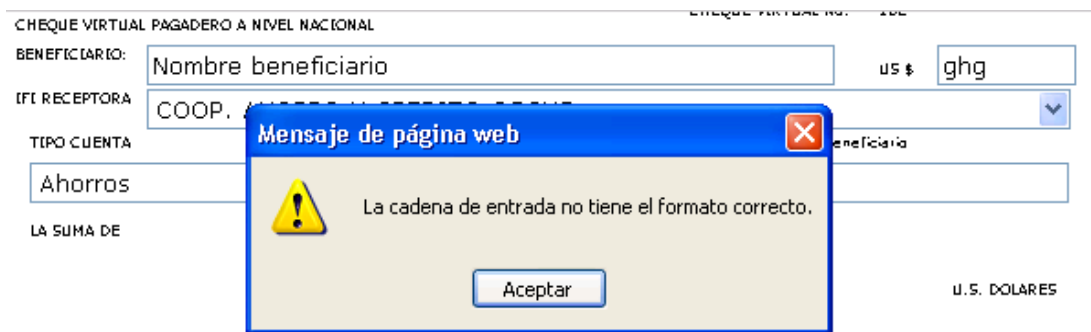 CHEQUE VIRTUAL PAGADERO A NIVEL NACIONAL
BENEFICIARIO: Nombre beneficiario US $ ghg
IFI RECEPTORA COOP.
Mensaje de página web
TIPO CUENTA
Ahorros
La cadena de entrada no tiene el formato correcto.
LA SUMA DE
Aceptar
U.S. DOLARES